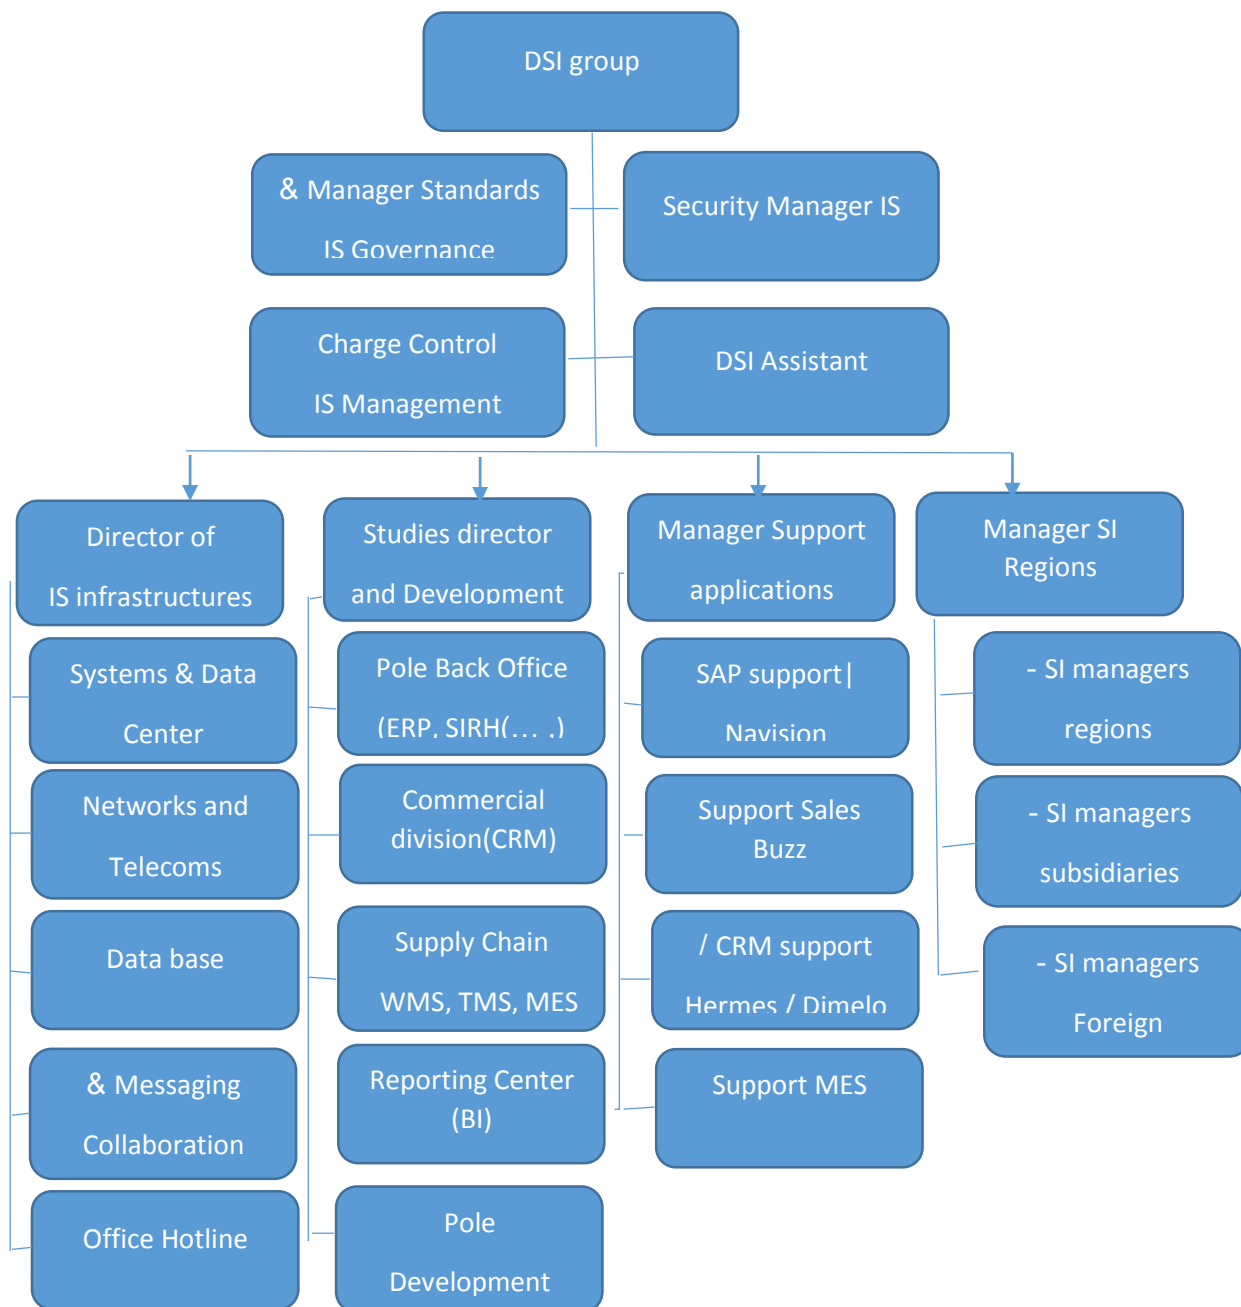 DSI group
& Manager Standards
IS Governance
Security Manager IS
Charge Control
IS Management
DSI Assistant
Director of
IS infrastructures
Studies director
and Development
Manager Support
applications
Manager SI
Regions
Systems & Data
Center
Pole Back Office
(ERP, SIRH(... ,)
SAP support|
Navision
- SI managers
regions
Networks and
Telecoms
Commercial
division(CRM)
Support Sales
Buzz
- SI managers
subsidiaries
Data base
Supply Chain
WMS, TMS, MES
/ CRM support
Hermes / Dimelo
- SI managers
Foreign
& Messaging
Collaboration
Reporting Center
(BI)
Support MES
Office Hotline
Pole
Development